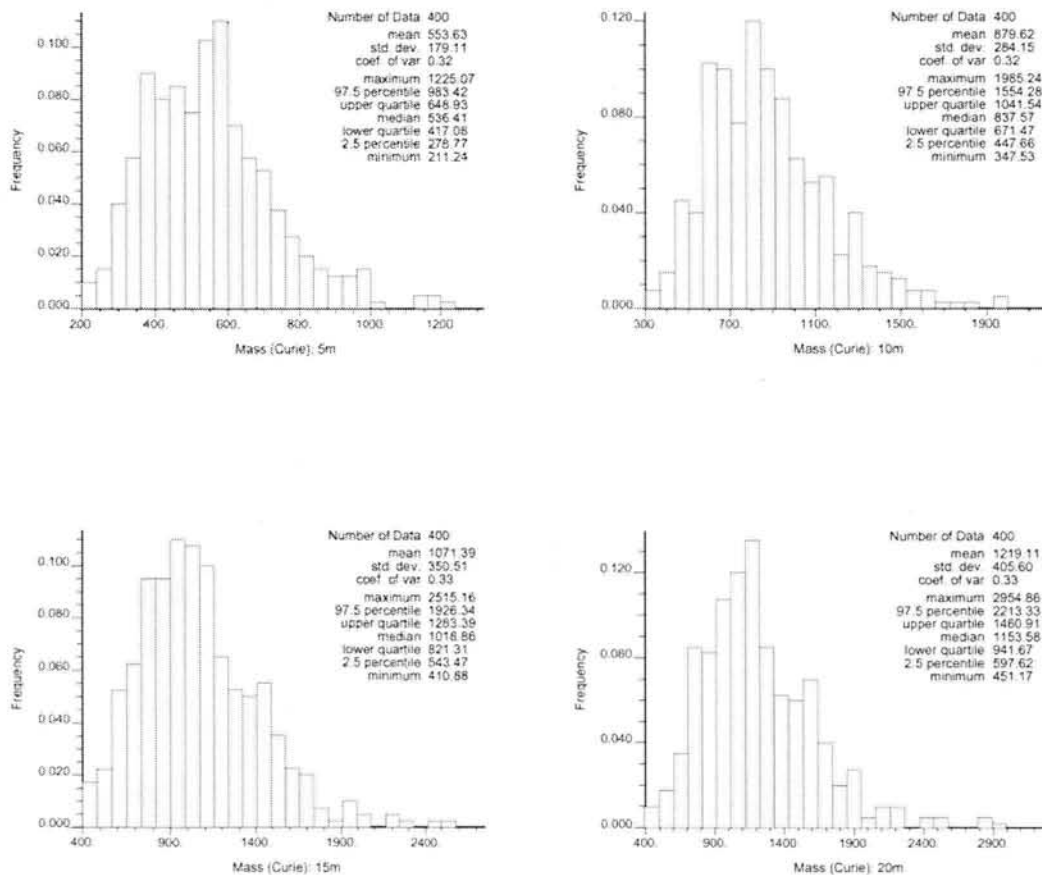 Number of Data 400
mean 553.63
std. dev. 179.11
coef. of var 0.32
maximum 1225.07
97.5 percentile 983.42
upper quartile 648.93
median 536.41
lower quartile 417.08
2.5 percentile 278.77
minimum 211.24
Frequency
0.100
0.080
0.060
0.040
0.020
0.000
200 400. 600. 800. 1000. 1200.
Mass (Curie): 5m
Number of Data 400
mean 879.62
std. dev. 284.15
coef. of var 0.32
maximum 1985.24
97.5 percentile 1554.28
upper quartile 1041.54
median 837.57
lower quartile 671.47
2.5 percentile 447.66
minimum 347.53
Frequency
0.120
0.080
0.040
0.000
300. 700. 1100. 1500. 1900.
Mass (Curie): 10m
Number of Data 400
mean 1071.39
std. dev. 350.51
coef. of var 0.33
maximum 2515.16
97.5 percentile 1926.34
upper quartile 1283.39
median 1018.86
lower quartile 821.31
2.5 percentile 543.47
minimum 410.88
Frequency
0.100
0.080
0.060
0.040
0.020
0.000
400. 900. 1400. 1900. 2400.
Mass (Curie): 15m
Number of Data 400
mean 1219.11
std. dev. 405.60
coef. of var 0.33
maximum 2954.86
97.5 percentile 2213.33
upper quartile 1460.91
median 1153.58
lower quartile 941.67
2.5 percentile 597.62
minimum 451.17
Frequency
0.120
0.080
0.040
0.000
400. 900. 1400. 1900. 2400. 2900.
Mass (Curie): 20m